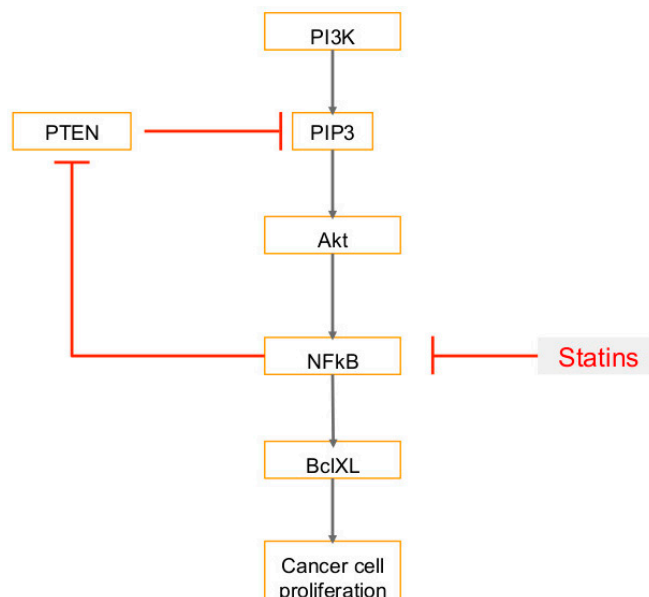 PI3K
PTEN
PIP3
Akt
NFkB
Statins
BclXL
Cancer cell
proliferation